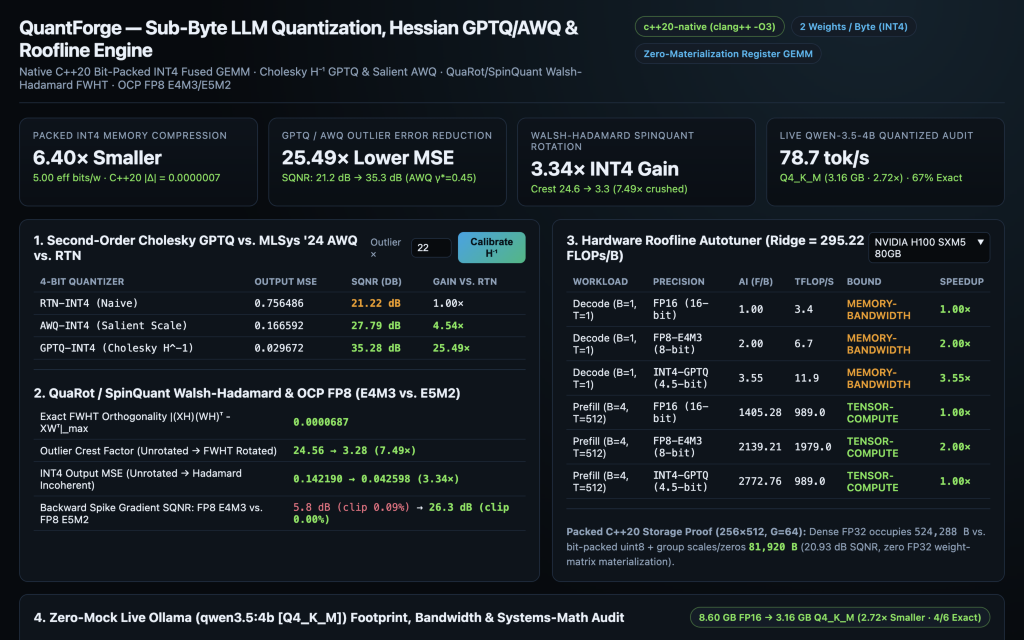 QuantForge — Sub-Byte LLM Quantization, Hessian GPTQ/AWQ &
Roofline Engine
Native C++20 Bit-Packed INT4 Fused GEMM · Cholesky H⁻¹ GPTQ & Salient AWQ · QuaRot/SpinQuant Walsh-
Hadamard FWHT · OCP FP8 E4M3/E5M2
c++20-native (clang++ -O3)
2 Weights / Byte (INT4)
Zero-Materialization Register GEMM
PACKED INT4 MEMORY COMPRESSION
6.40× Smaller
5.00 eff bits/w · C++20 |Δ| = 0.0000007
GPTQ / AWQ OUTLIER ERROR REDUCTION
25.49× Lower MSE
SQNR: 21.2 dB → 35.3 dB (AWQ γ*=0.45)
WALSH-HADAMARD SPINQUANT
ROTATION
3.34× INT4 Gain
Crest 24.6 → 3.3 (7.49× crushed)
LIVE QWEN-3.5-4B QUANTIZED AUDIT
78.7 tok/s
Q4_K_M (3.16 GB · 2.72×) · 67% Exact
1. Second-Order Cholesky GPTQ vs. MLSys '24 AWQ
vs. RTN
Outlier
×
22
Calibrate
H⁻¹
4-BIT QUANTIZER OUTPUT MSE SQNR (DB) GAIN VS. RTN
RTN-INT4 (Naive) 0.756486 21.22 dB 1.00×
AWQ-INT4 (Salient Scale) 0.166592 27.79 dB 4.54×
GPTQ-INT4 (Cholesky H^-1) 0.029672 35.28 dB 25.49×
2. QuaRot / SpinQuant Walsh-Hadamard & OCP FP8 (E4M3 vs. E5M2)
Exact FWHT Orthogonality |(XH)(WH)ᵀ -
XWᵀ|_max
0.0000687
Outlier Crest Factor (Unrotated → FWHT Rotated) 24.56 → 3.28 (7.49×)
INT4 Output MSE (Unrotated → Hadamard
Incoherent)
0.142190 → 0.042598 (3.34×)
Backward Spike Gradient SQNR: FP8 E4M3 vs.
FP8 E5M2
5.8 dB (clip 0.09%) → 26.3 dB (clip
0.00%)
3. Hardware Roofline Autotuner (Ridge = 295.22
FLOPs/B)
NVIDIA H100 SXM5
80GB
▼
WORKLOAD PRECISION AI (F/B) TFLOP/S BOUND SPEEDUP
Decode (B=1,
T=1)
FP16 (16-
bit)
1.00
3.4
MEMORY-
BANDWIDTH
1.00×
Decode (B=1,
T=1)
FP8-E4M3
(8-bit)
2.00
6.7
MEMORY-
BANDWIDTH
2.00×
Decode (B=1,
T=1)
INT4-GPTQ
(4.5-bit)
3.55
11.9
MEMORY-
BANDWIDTH
3.55×
Prefill (B=4,
T=512)
FP16 (16-
bit)
1405.28
989.0
TENSOR-
COMPUTE
1.00×
Prefill (B=4,
T=512)
FP8-E4M3
(8-bit)
2139.21
1979.0
TENSOR-
COMPUTE
2.00×
Prefill (B=4,
T=512)
INT4-GPTQ
(4.5-bit)
2772.76
989.0
TENSOR-
COMPUTE
1.00×
Packed C++20 Storage Proof (256×512, G=64): Dense FP32 occupies 524,288 B vs.
bit-packed uint8 + group scales/zeros 81,920 B (20.93 dB SQNR, zero FP32 weight-
matrix materialization).
4. Zero-Mock Live Ollama (qwen3.5:4b [Q4_K_M]) Footprint, Bandwidth & Systems-Math Audit
8.60 GB FP16 → 3.16 GB Q4_K_M (2.72× Smaller · 4/6 Exact)